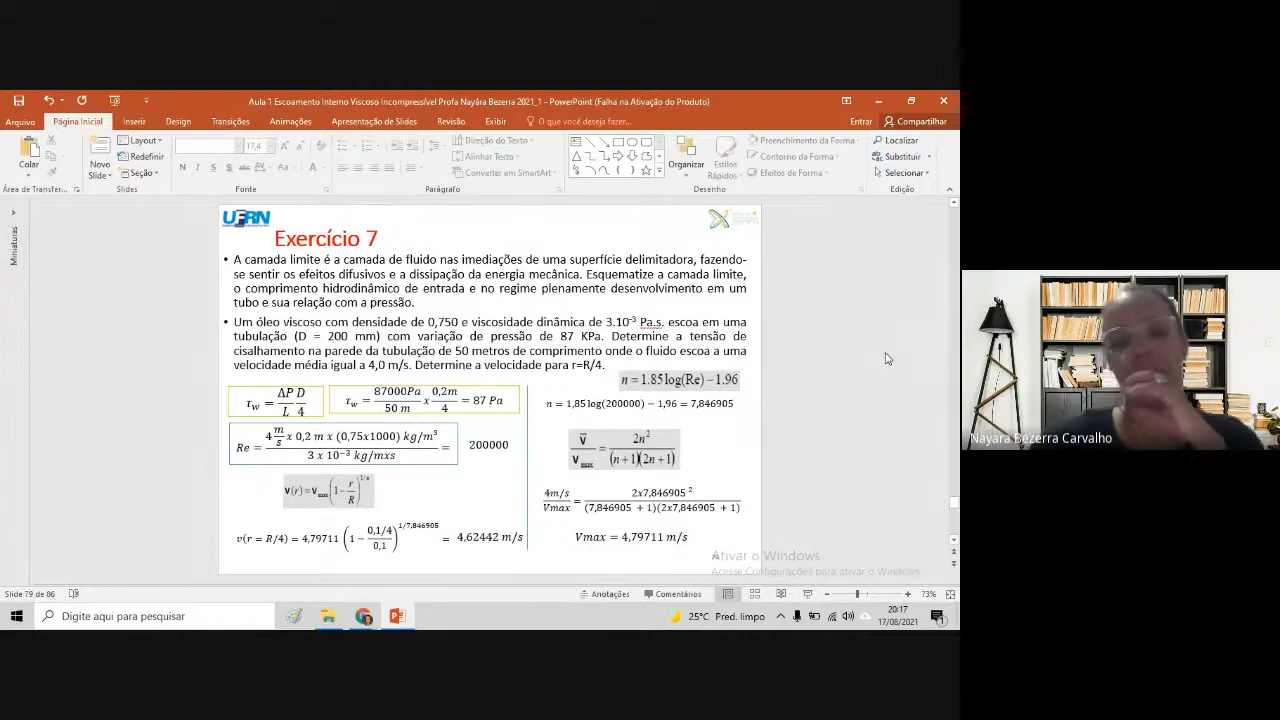 Aula 1 Escoamento Interno Viscoso Incompressível Profa Nayára Bezerra 2021_1 - PowerPoint (Falha na Ativação do Produto)
Arquivo Página Inicial Inserir Design Transições Animações Apresentação de Slides Revisão Exibir O que você deseja fazer... Entrar Compartilhar
Colar
Novo Slide
Layout
Redefinir
Seção
17,4
N I S S abc AV Aa A
Direção do Texto
Alinhar Texto
Converter em SmartArt
Organizar
Estilos Rápidos
Preenchimento da Forma
Contorno da Forma
Efeitos de Forma
Localizar
Substituir
Selecionar
Área de Transfer... Slides Fonte Parágrafo Desenho Edição
Miniaturas
UFRN
Exercício 7
• A camada limite é a camada de fluido nas imediações de uma superfície delimitadora, fazendo-
se sentir os efeitos difusivos e a dissipação da energia mecânica. Esquematize a camada limite,
o comprimento hidrodinâmico de entrada e no regime plenamente desenvolvimento em um
tubo e sua relação com a pressão.
• Um óleo viscoso com densidade de 0,750 e viscosidade dinâmica de 3.10⁻³ Pa.s. escoa em uma
tubulação (D = 200 mm) com variação de pressão de 87 KPa. Determine a tensão de
cisalhamento na parede da tubulação de 50 metros de comprimento onde o fluido escoa a uma
velocidade média igual a 4,0 m/s. Determine a velocidade para r=R/4.
n = 1.85 log(Re) − 1.96
τw = ΔP/L D/4
τw = 87000Pa/50 m x 0,2m/4 = 87 Pa
n = 1,85 log(200000) − 1,96 = 7,846905
Re = 4 m/s x 0,2 m x (0,75x1000) kg/m³ / 3 x 10⁻³ kg/mxs = 200000
V̄/Vmax = 2n²/(n+1)(2n+1)
v(r) = vmax(1 − r/R)^1/n
4m/s/Vmax = 2x7,846905²/(7,846905 + 1)(2x7,846905 + 1)
v(r = R/4) = 4,79711 (1 − 0,1/4/0,1)^1/7,846905 = 4,62442 m/s
Vmax = 4,79711 m/s
Ativar o Windows
Acesse Configurações para ativar o Windows.
Nayara Bezerra Carvalho
Slide 79 de 86 Anotações Comentários 73%
Digite aqui para pesquisar
25°C Pred. limpo
20:17
17/08/2021
1